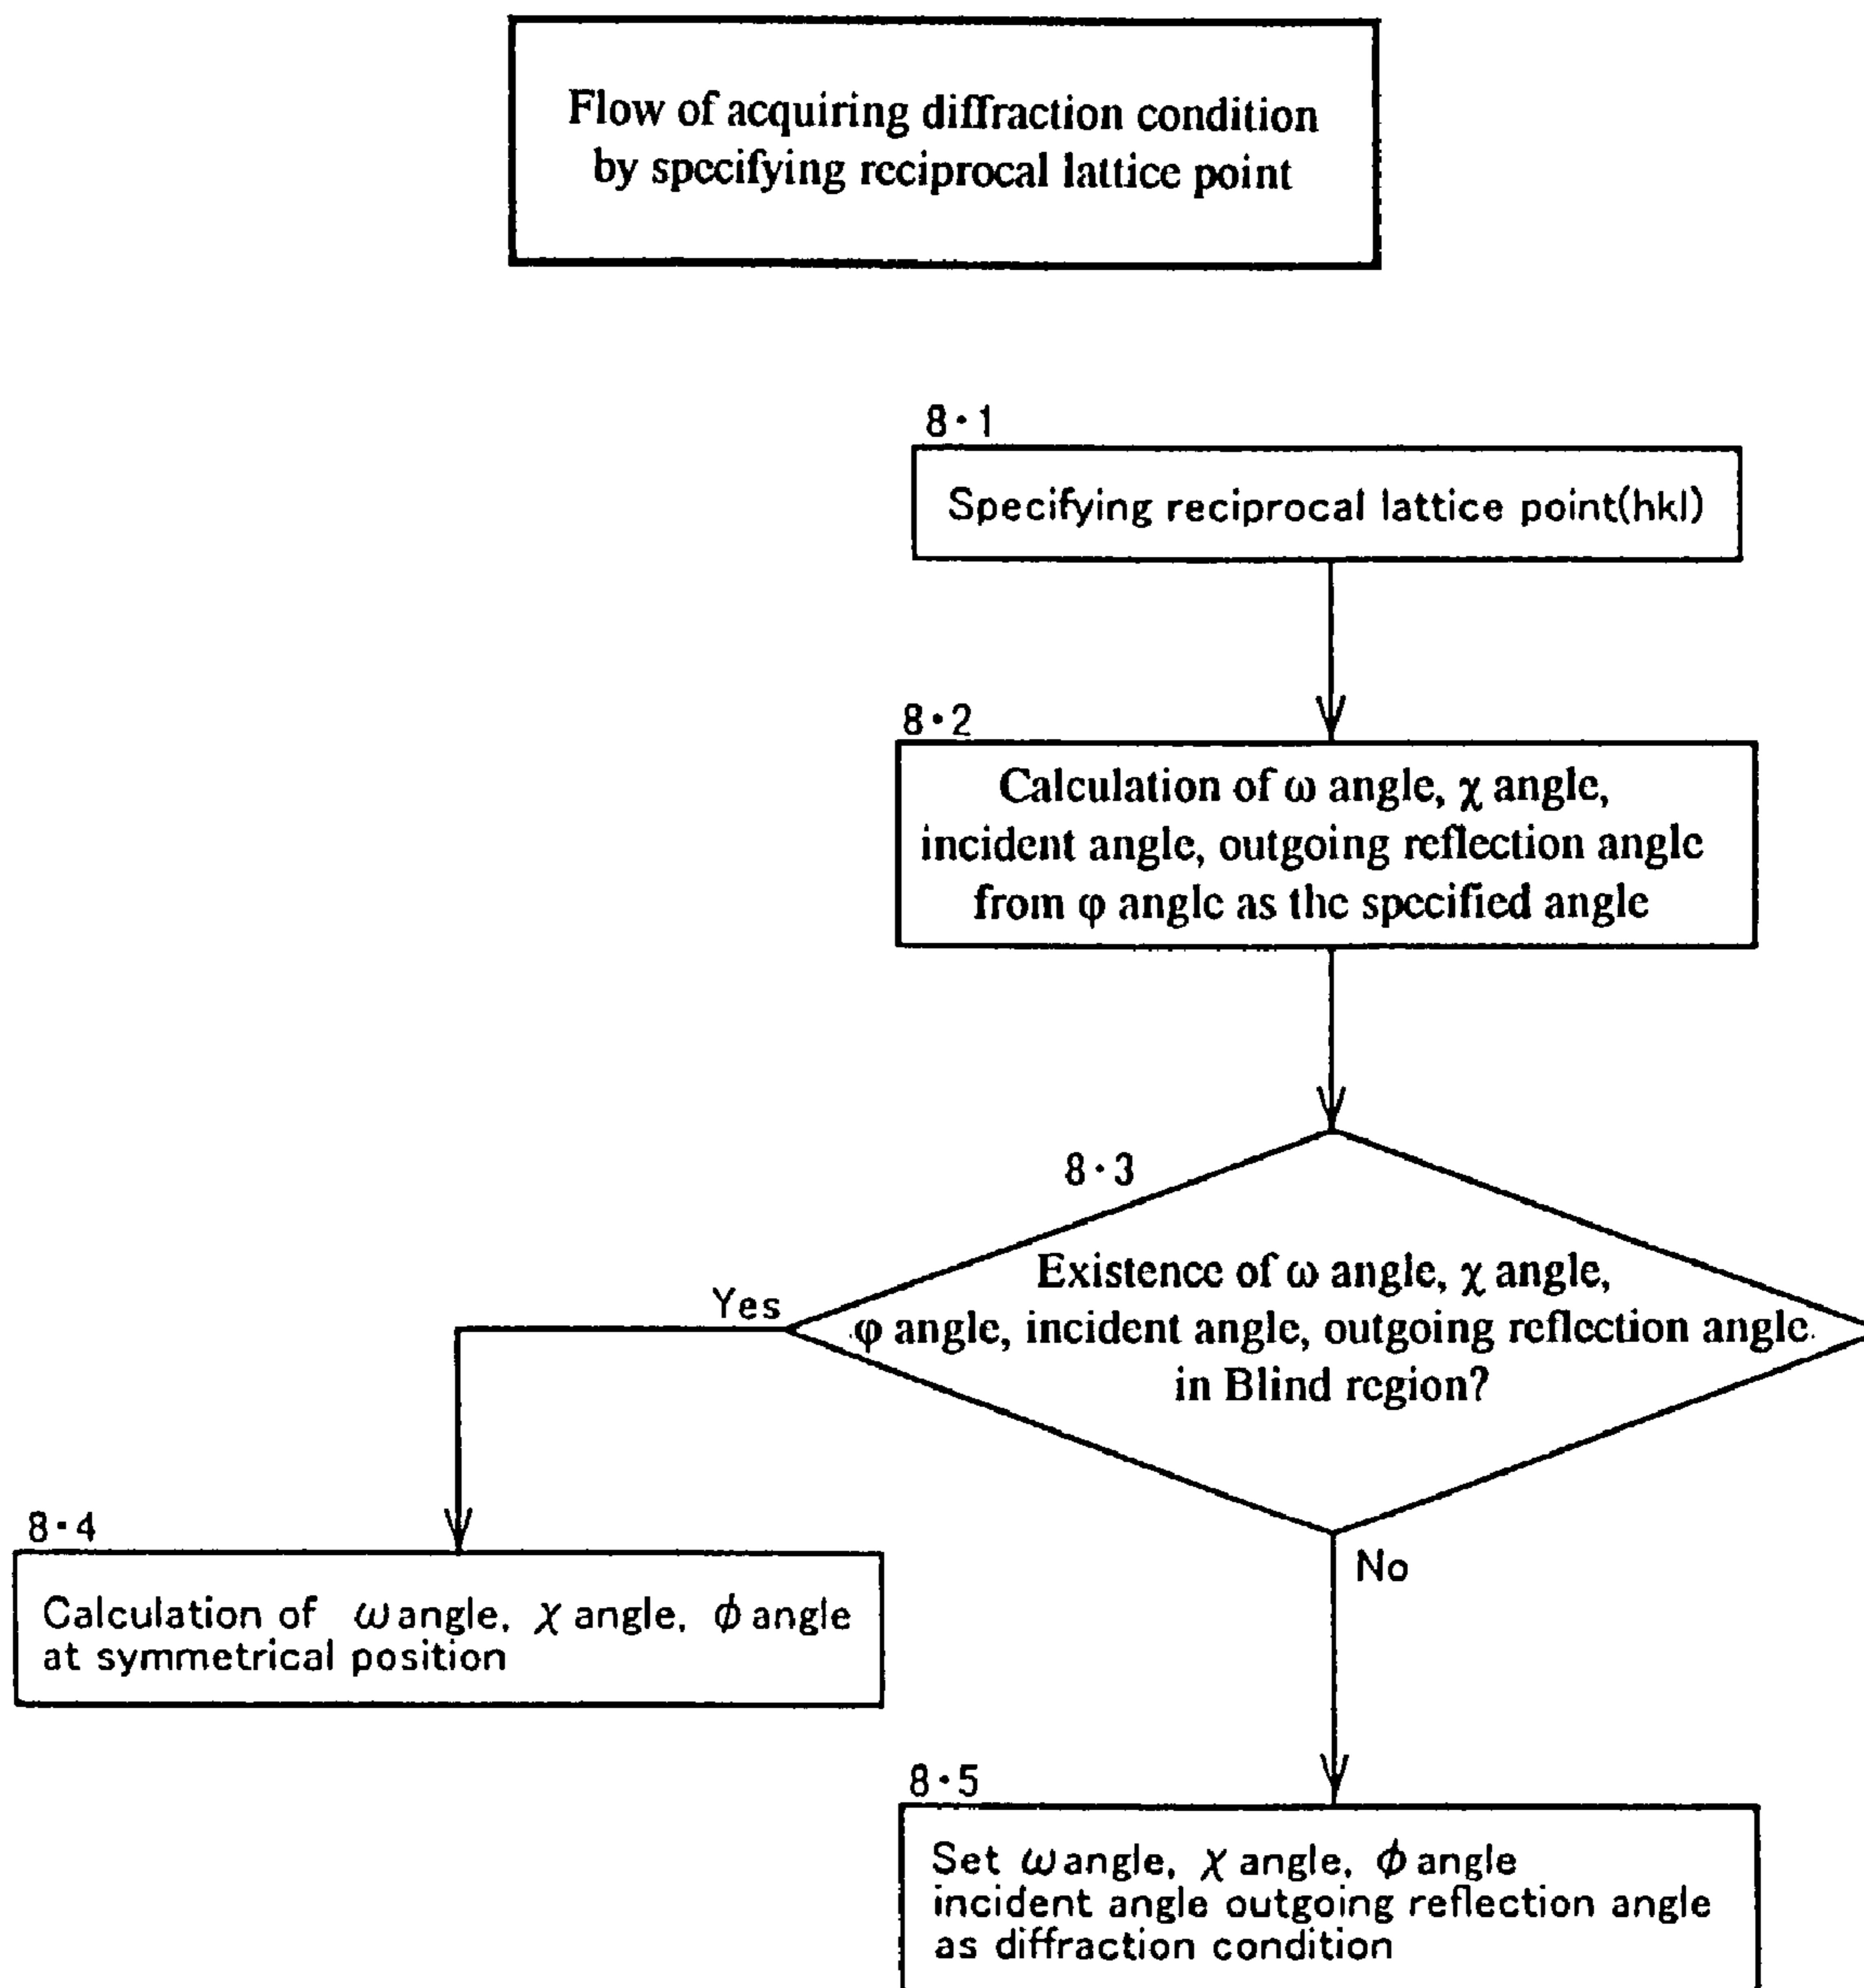 Flow of acquiring diffraction condition
by specifying reciprocal lattice point
8·1
Specifying reciprocal lattice point(hkl)
8·2
Calculation of ω angle, χ angle,
incident angle, outgoing reflection angle
from φ angle as the specified angle
8·3
Existence of ω angle, χ angle,
φ angle, incident angle, outgoing reflection angle
in Blind region?
Yes
No
8·4
Calculation of ω angle, χ angle, ϕ angle
at symmetrical position
8·5
Set ω angle, χ angle, ϕ angle
incident angle outgoing reflection angle
as diffraction condition